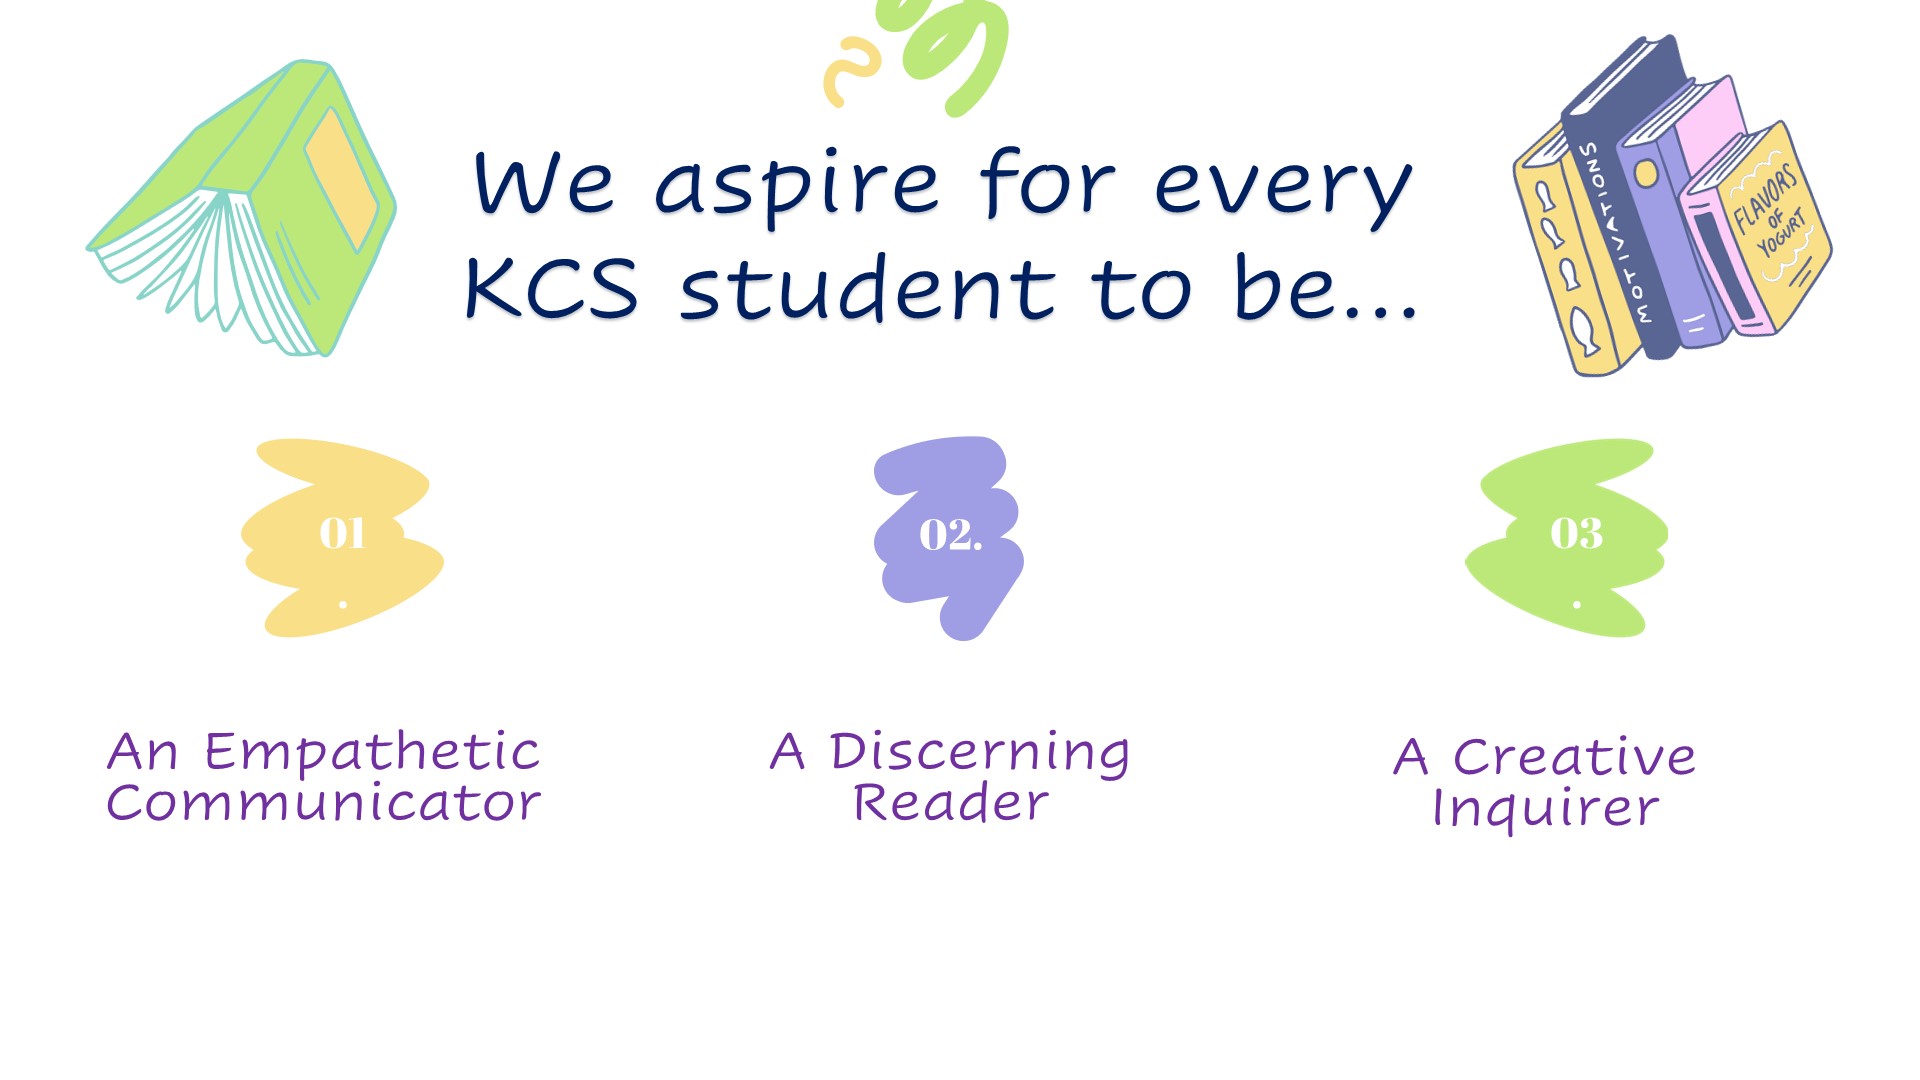 We aspire for every
KCS student to be...
MOTIVATIONS
FLAVORS
OF
YOGURT
01
.
02.
03
.
An Empathetic
Communicator
A Discerning
Reader
A Creative
Inquirer